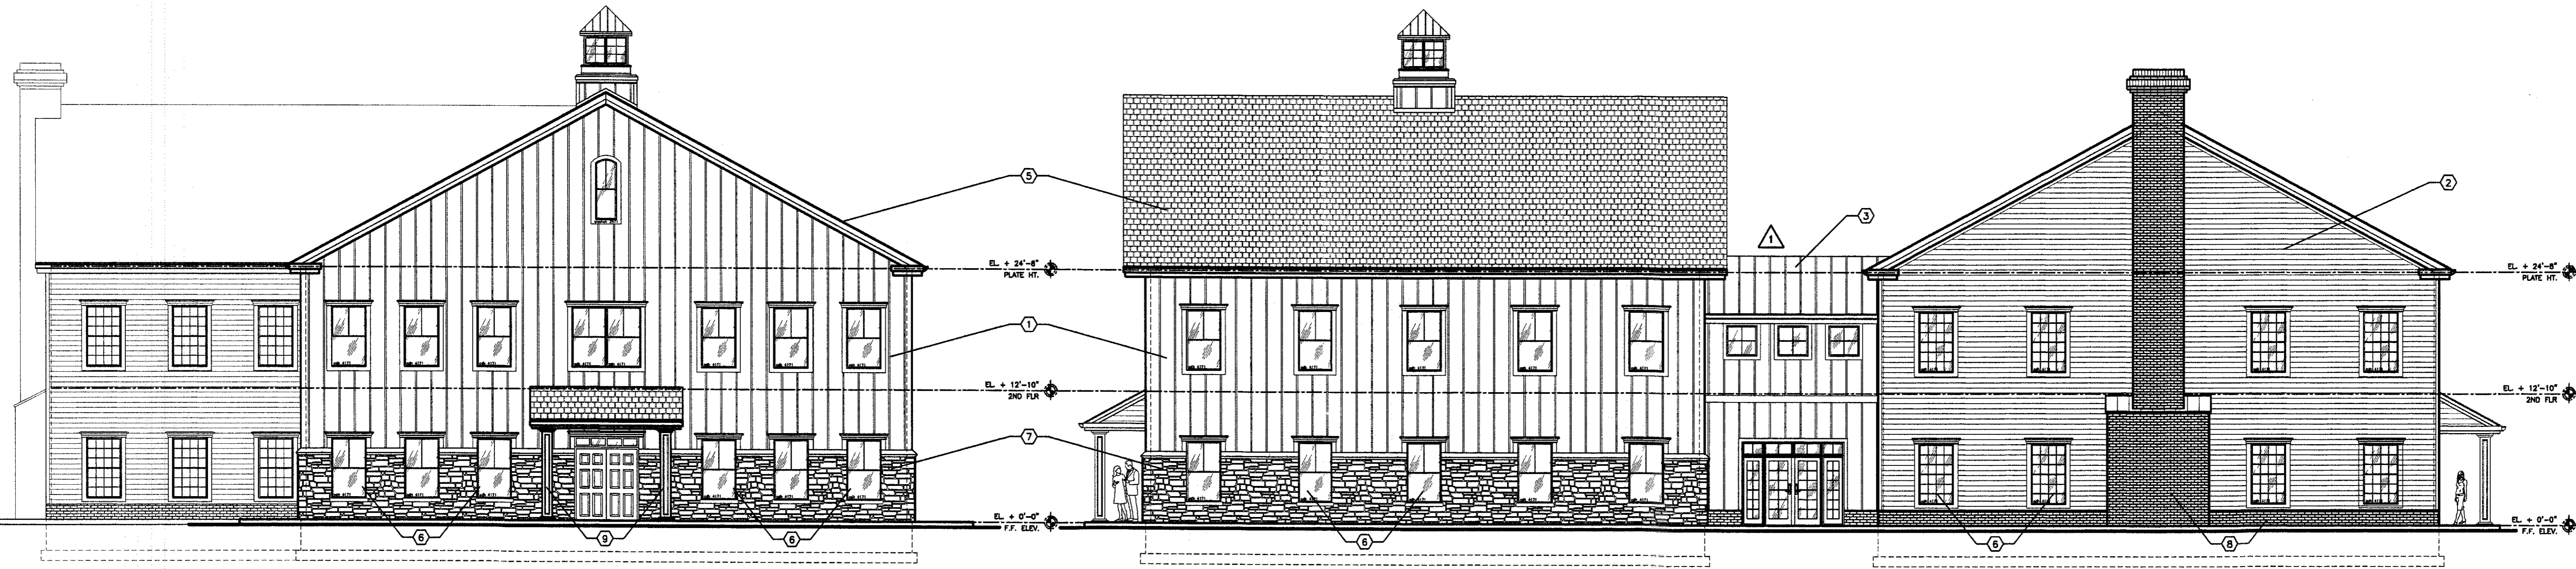 5
2
3
1
EL. + 24'-8"
PLATE HT.
EL. + 24'-8"
PLATE HT.
1
EL. + 12'-10"
2ND FLR
EL. + 12'-10"
2ND FLR
7
EL. + 0'-0"
F.F. ELEV.
EL. + 0'-0"
F.F. ELEV.
6
9
6
6
6
8